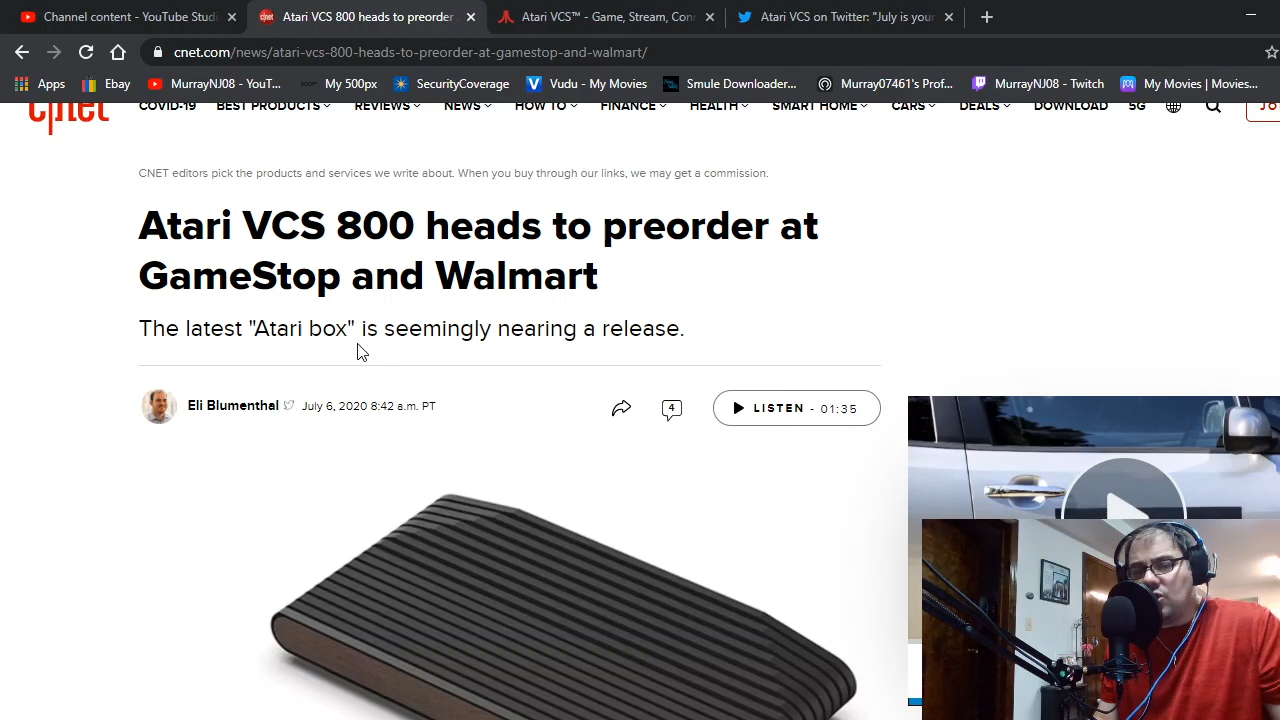 Channel content - YouTube Studi
Atari VCS 800 heads to preorder
Atari VCS™ - Game, Stream, Conn
Atari VCS on Twitter: "July is your
cnet.com/news/atari-vcs-800-heads-to-preorder-at-gamestop-and-walmart/
Apps
Ebay
MurrayNJ08 - YouT...
My 500px
SecuritCoverage
Vudu - My Movies
Smule Downloader...
Murray07461's Prof...
MurrayNJ08 - Twitch
My Movies | Movies...
cnet
COVID-19 BEST PRODUCTS REVIEWS NEWS HOW TO FINANCE HEALTH SMART HOME CARS DEALS DOWNLOAD 5G JO
CNET editors pick the products and services we write about. When you buy through our links, we may get a commission.
Atari VCS 800 heads to preorder at
GameStop and Walmart
The latest "Atari box" is seemingly nearing a release.
Eli Blumenthal July 6, 2020 8:42 a.m. PT
4
LISTEN - 01:35